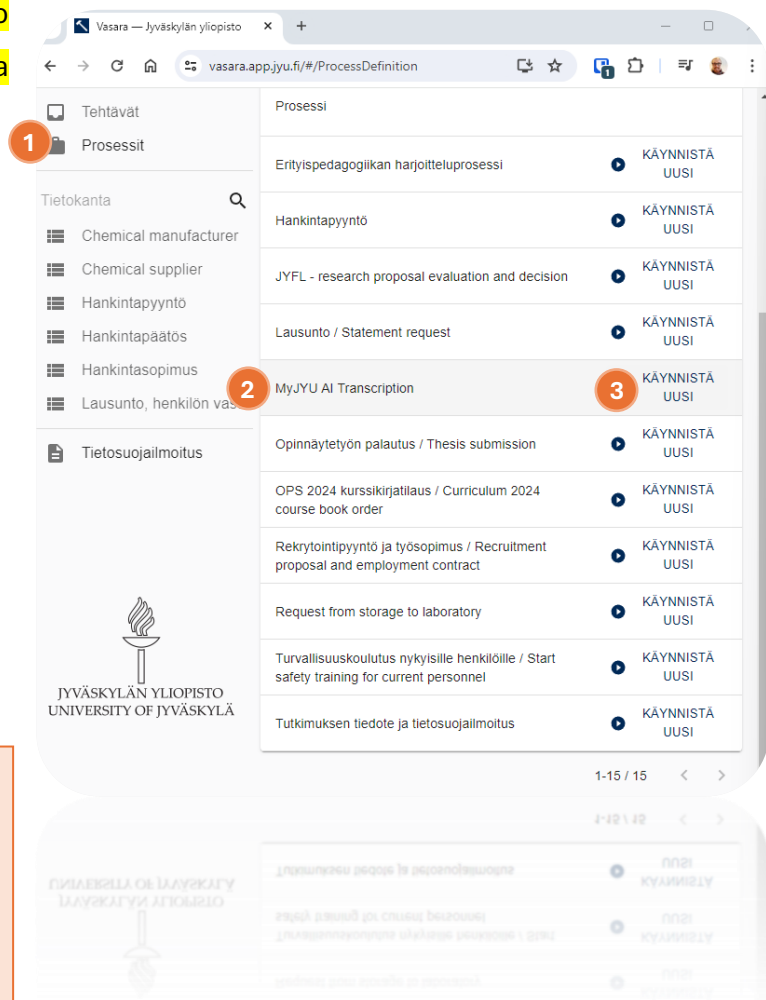 o
a
Vasara — Jyväskylän yliopisto
vasara.app.jyu.fi/#/ProcessDefinition
1
Tehtävät
1
Prosessit
Tietokanta
Chemical manufacturer
Chemical supplier
Hankintapyyntö
Hankintapäätös
Hankintasopimus
Lausunto, henkilön vas
Tietosuojailmoitus
JYVÄSKYLÄN YLIOPISTO
UNIVERSITY OF JYVÄSKYLÄ
Prosessi
Erityispedagogiikan harjoitteluprosessi
KÄYNNISTÄ
UUSI
Hankintapyyntö
KÄYNNISTÄ
UUSI
JYFL - research proposal evaluation and decision
KÄYNNISTÄ
UUSI
Lausunto / Statement request
KÄYNNISTÄ
UUSI
2
MyJYU AI Transcription
3
KÄYNNISTÄ
UUSI
Opinnäytetyön palautus / Thesis submission
KÄYNNISTÄ
UUSI
OPS 2024 kurssikirjatilaus / Curriculum 2024
course book order
KÄYNNISTÄ
UUSI
Rekrytointipyyntö ja työsopimus / Recruitment
proposal and employment contract
KÄYNNISTÄ
UUSI
Request from storage to laboratory
KÄYNNISTÄ
UUSI
Turvallisuuskoulutus nykyisille henkilöille / Start
safety training for current personnel
KÄYNNISTÄ
UUSI
Tutkimuksen tiedote ja tietosuojailmoitus
KÄYNNISTÄ
UUSI
1-15 / 15